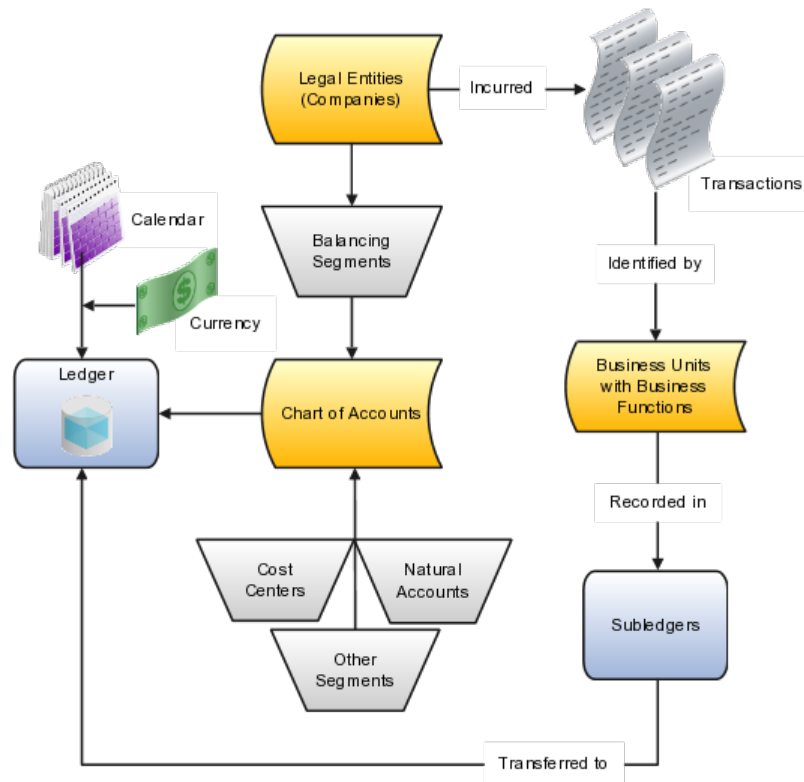 Legal Entities
(Companies)
Incurred
Transactions
Calendar
Balancing
Segments
Identified by
Currency
Ledger
Chart of Accounts
Business Units
with Business
Functions
Recorded in
Cost
Centers
Natural
Accounts
Subledgers
Other
Segments
Transferred to